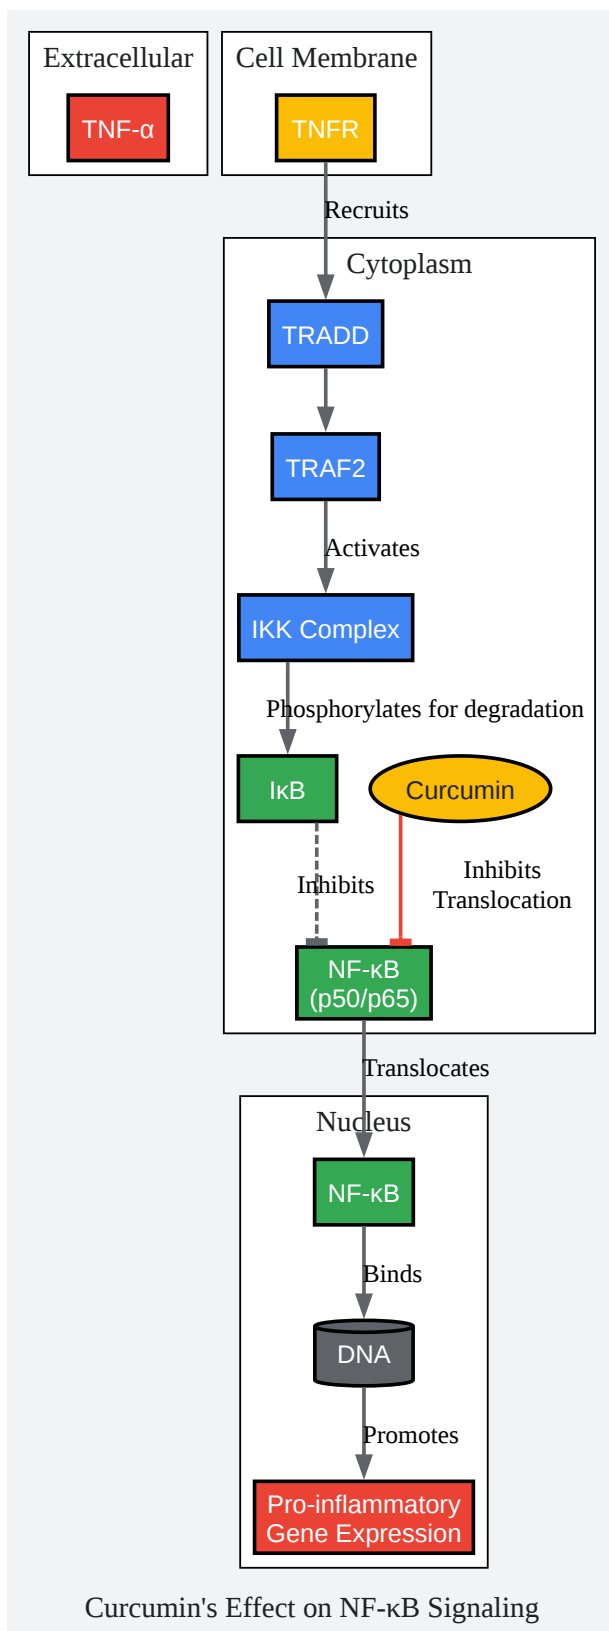 Extracellular
Cell Membrane
TNF-α
TNFR
Recruits
Cytoplasm
TRADD
TRAF2
Activates
IKK Complex
Phosphorylates for degradation
IκB
Curcumin
Inhibits
Inhibits
Translocation
NF-κB
(p50/p65)
Translocates
Nucleus
NF-κB
Binds
DNA
Promotes
Pro-inflammatory
Gene Expression
Curcumin's Effect on NF-κB Signaling